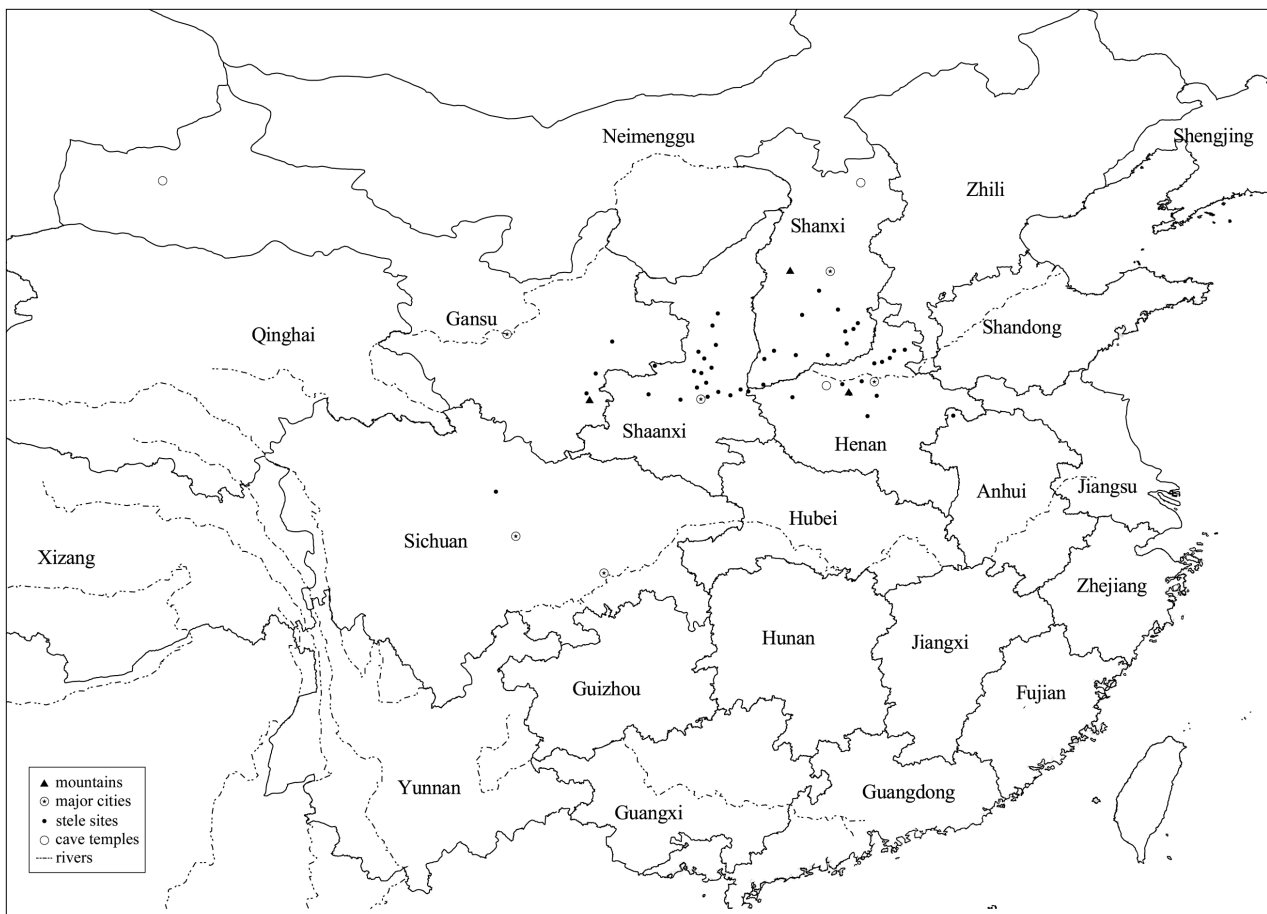 Neimenggu
Shengjing
Zhili
Shanxi
Gansu
Shandong
Qinghai
Shaanxi
Henan
Anhui
Jiangsu
Hubei
Sichuan
Xizang
Zhejiang
Hunan
Jiangxi
Guizhou
Fujian
Yunnan
Guangdong
Guangxi
mountains
major cities
stele sites
cave temples
rivers